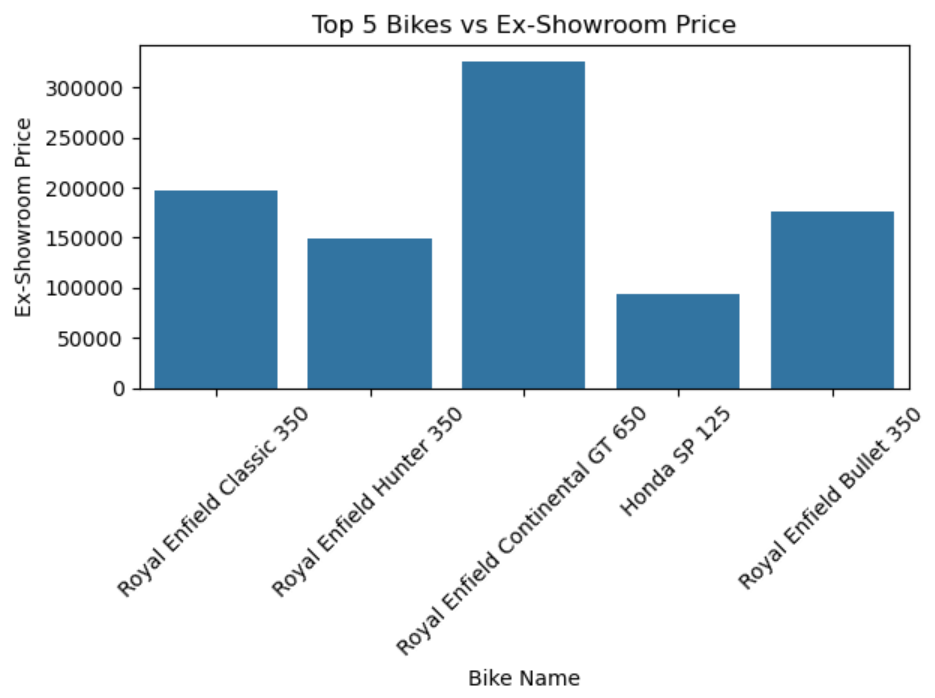 Top 5 Bikes vs Ex-Showroom Price
Ex-Showroom Price
300000
250000
200000
150000
100000
50000
0
Royal Enfield Classic 350
Royal Enfield Hunter 350
Royal Enfield Continental GT 650
Honda SP 125
Royal Enfield Bullet 350
Bike Name